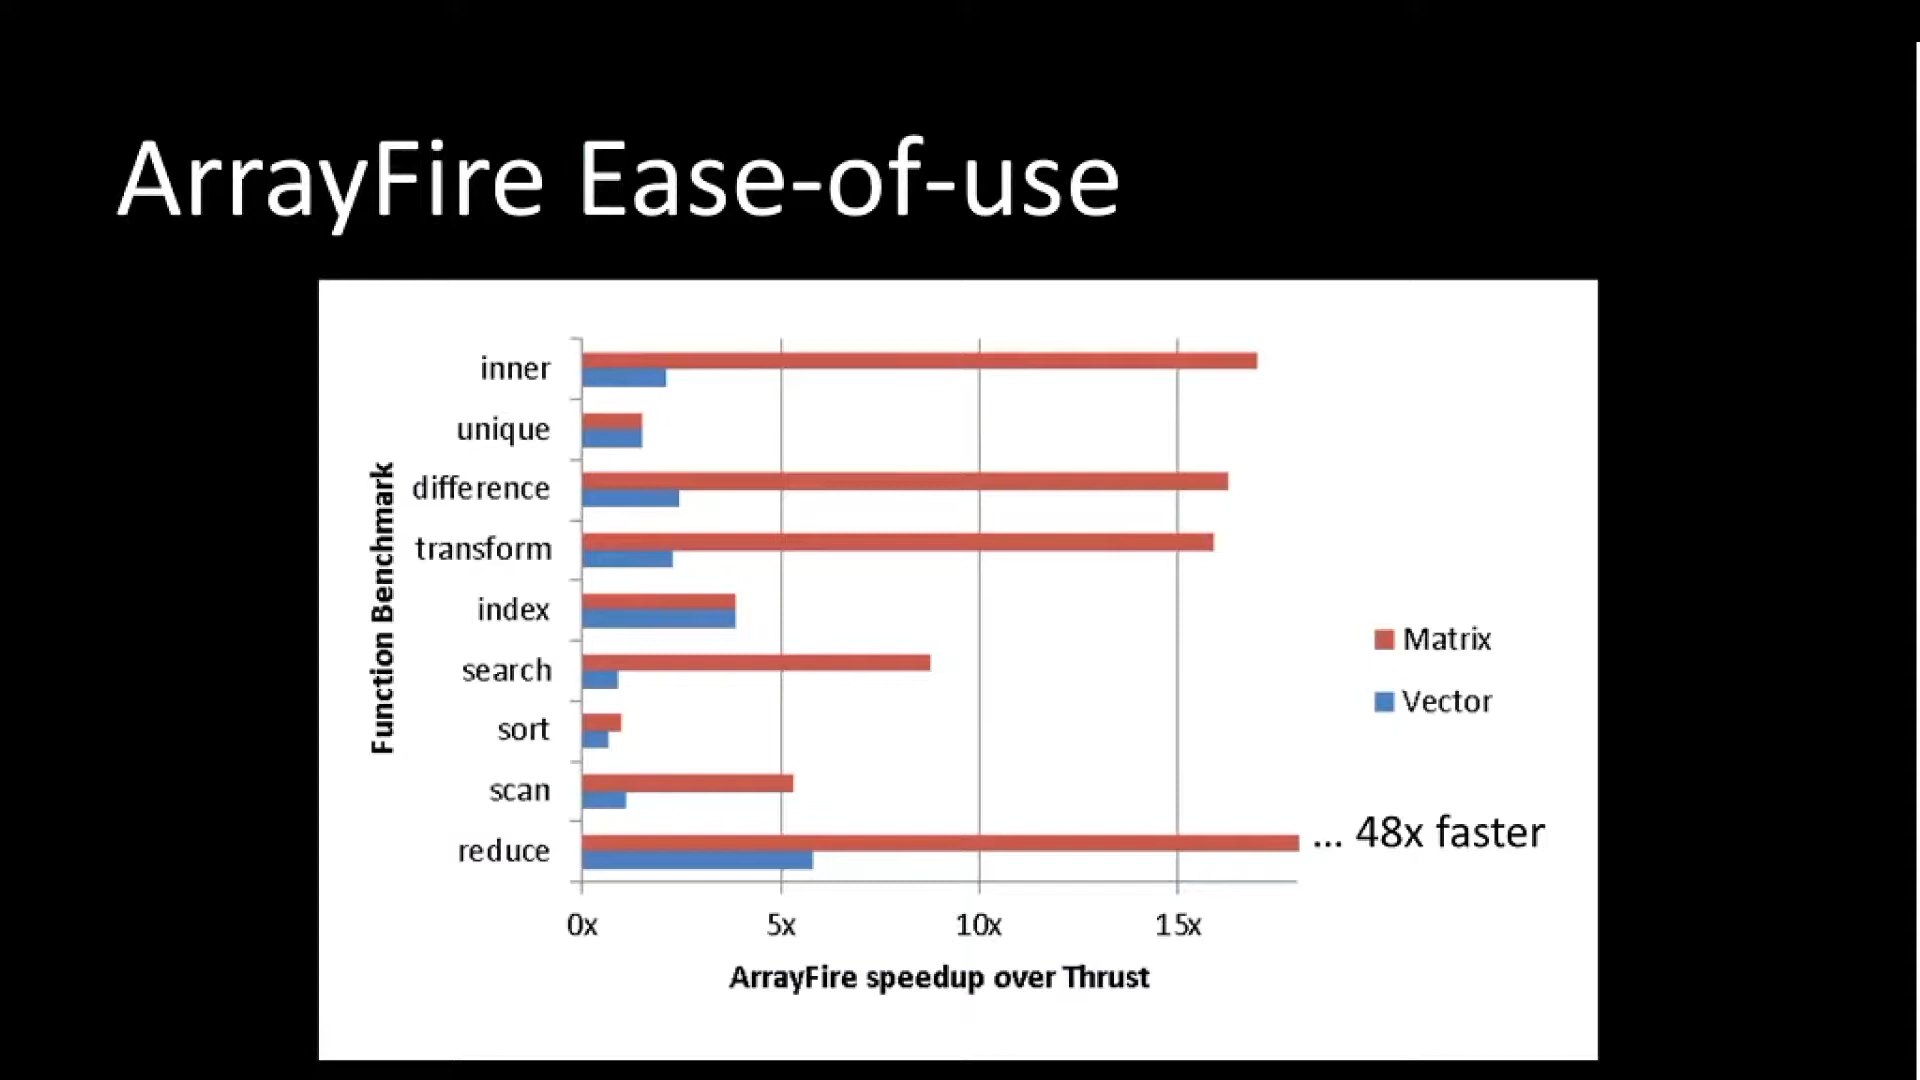 ArrayFire Ease-of-use
Function Benchmark
inner
unique
difference
transform
index
search
sort
scan
reduce
Matrix
Vector
... 48x faster
0x 5x 10x 15x
ArrayFire speedup over Thrust